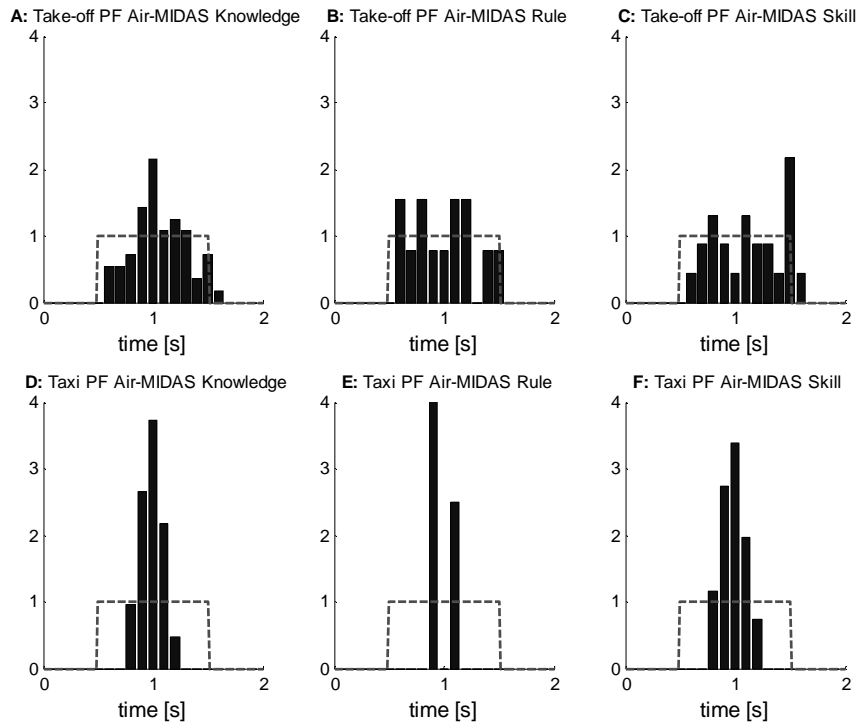 A: Take-off PF Air-MIDAS Knowledge
B: Take-off PF Air-MIDAS Rule
C: Take-off PF Air-MIDAS Skill
4 4 4
3 3 3
2 2 2
1 1 1
0 0 0
0 1 2 0 1 2 0 1 2
time [s] time [s] time [s]
D: Taxi PF Air-MIDAS Knowledge
E: Taxi PF Air-MIDAS Rule
F: Taxi PF Air-MIDAS Skill
4 4 4
3 3 3
2 2 2
1 1 1
0 0 0
0 1 2 0 1 2 0 1 2
time [s] time [s] time [s]